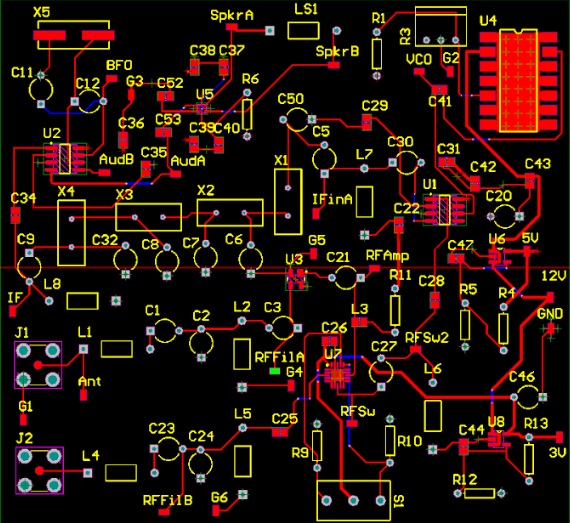 X5 SpkrA LS1 R1 R3 U4
C38 C37 SpkrB G2
BFO VCO
C11 C12 G3 C52 R6 C41
U5
C53 C50 C29
U2 C36 C39 C40 C5
AudB C35 AudA X1 L7 C30 C31 C42 C43
C34 X4 X3 X2 IFinA U1 C20
C22
C9 C32 C8 C7 C6 G5 C47 U6 5V
U3 C21 RFAmp
IF L8 R11 C28 R5 R4 12V
GND
J1 L1 C1 C2 L2 C3 L3
C26 RFSw2
RFFilA U7 C27
Ant G4 L6
G1 RFSw C46
J2 L4 C23 C24 L5 C25 R9 R10 C44 U8 R13
3V
R12
RFFilB G6 S1